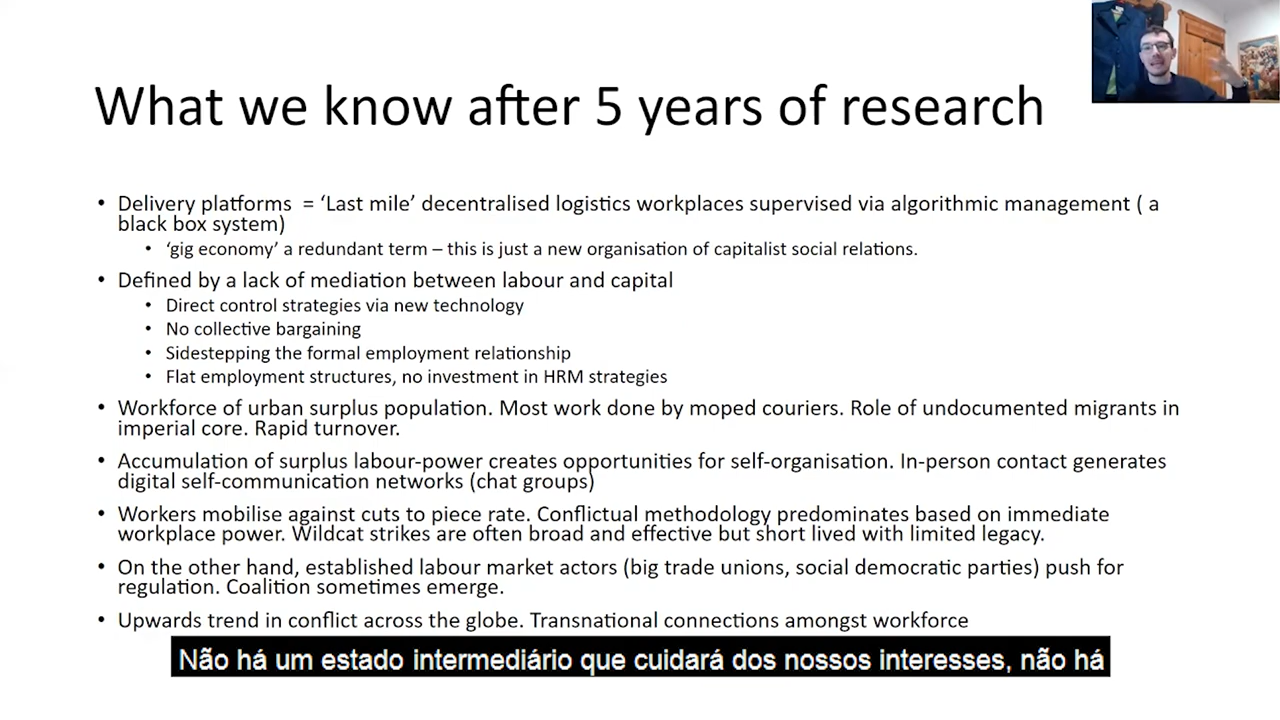 What we know after 5 years of research
• Delivery platforms = ‘Last mile’ decentralised logistics workplaces supervised via algorithmic management ( a
black box system)
• ‘gig economy’ a redundant term – this is just a new organisation of capitalist social relations.
• Defined by a lack of mediation between labour and capital
• Direct control strategies via new technology
• No collective bargaining
• Sidestepping the formal employment relationship
• Flat employment structures, no investment in HRM strategies
• Workforce of urban surplus population. Most work done by moped couriers. Role of undocumented migrants in
imperial core. Rapid turnover.
• Accumulation of surplus labour-power creates opportunities for self-organisation. In-person contact generates
digital self-communication networks (chat groups)
• Workers mobilise against cuts to piece rate. Conflictual methodology predominates based on immediate
workplace power. Wildcat strikes are often broad and effective but short lived with limited legacy.
• On the other hand, established labour market actors (big trade unions, social democratic parties) push for
regulation. Coalition sometimes emerge.
• Upwards trend in conflict across the globe. Transnational connections amongst workforce
Não há um estado intermediário que cuidará dos nossos interesses, não há